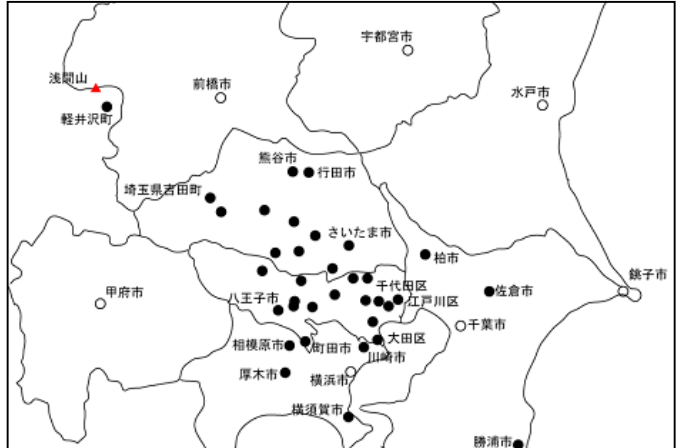 宇都宮市
浅間山
前橋市
水戸市
軽井沢町
熊谷市
行田市
埼玉県吉田町
さいたま市
柏市
銚子市
千代田区
佐倉市
甲府市
八王子市
江戸川区
千葉市
大田区
相模原市
町田市
川崎市
厚木市
横浜市
横須賀市
勝浦市